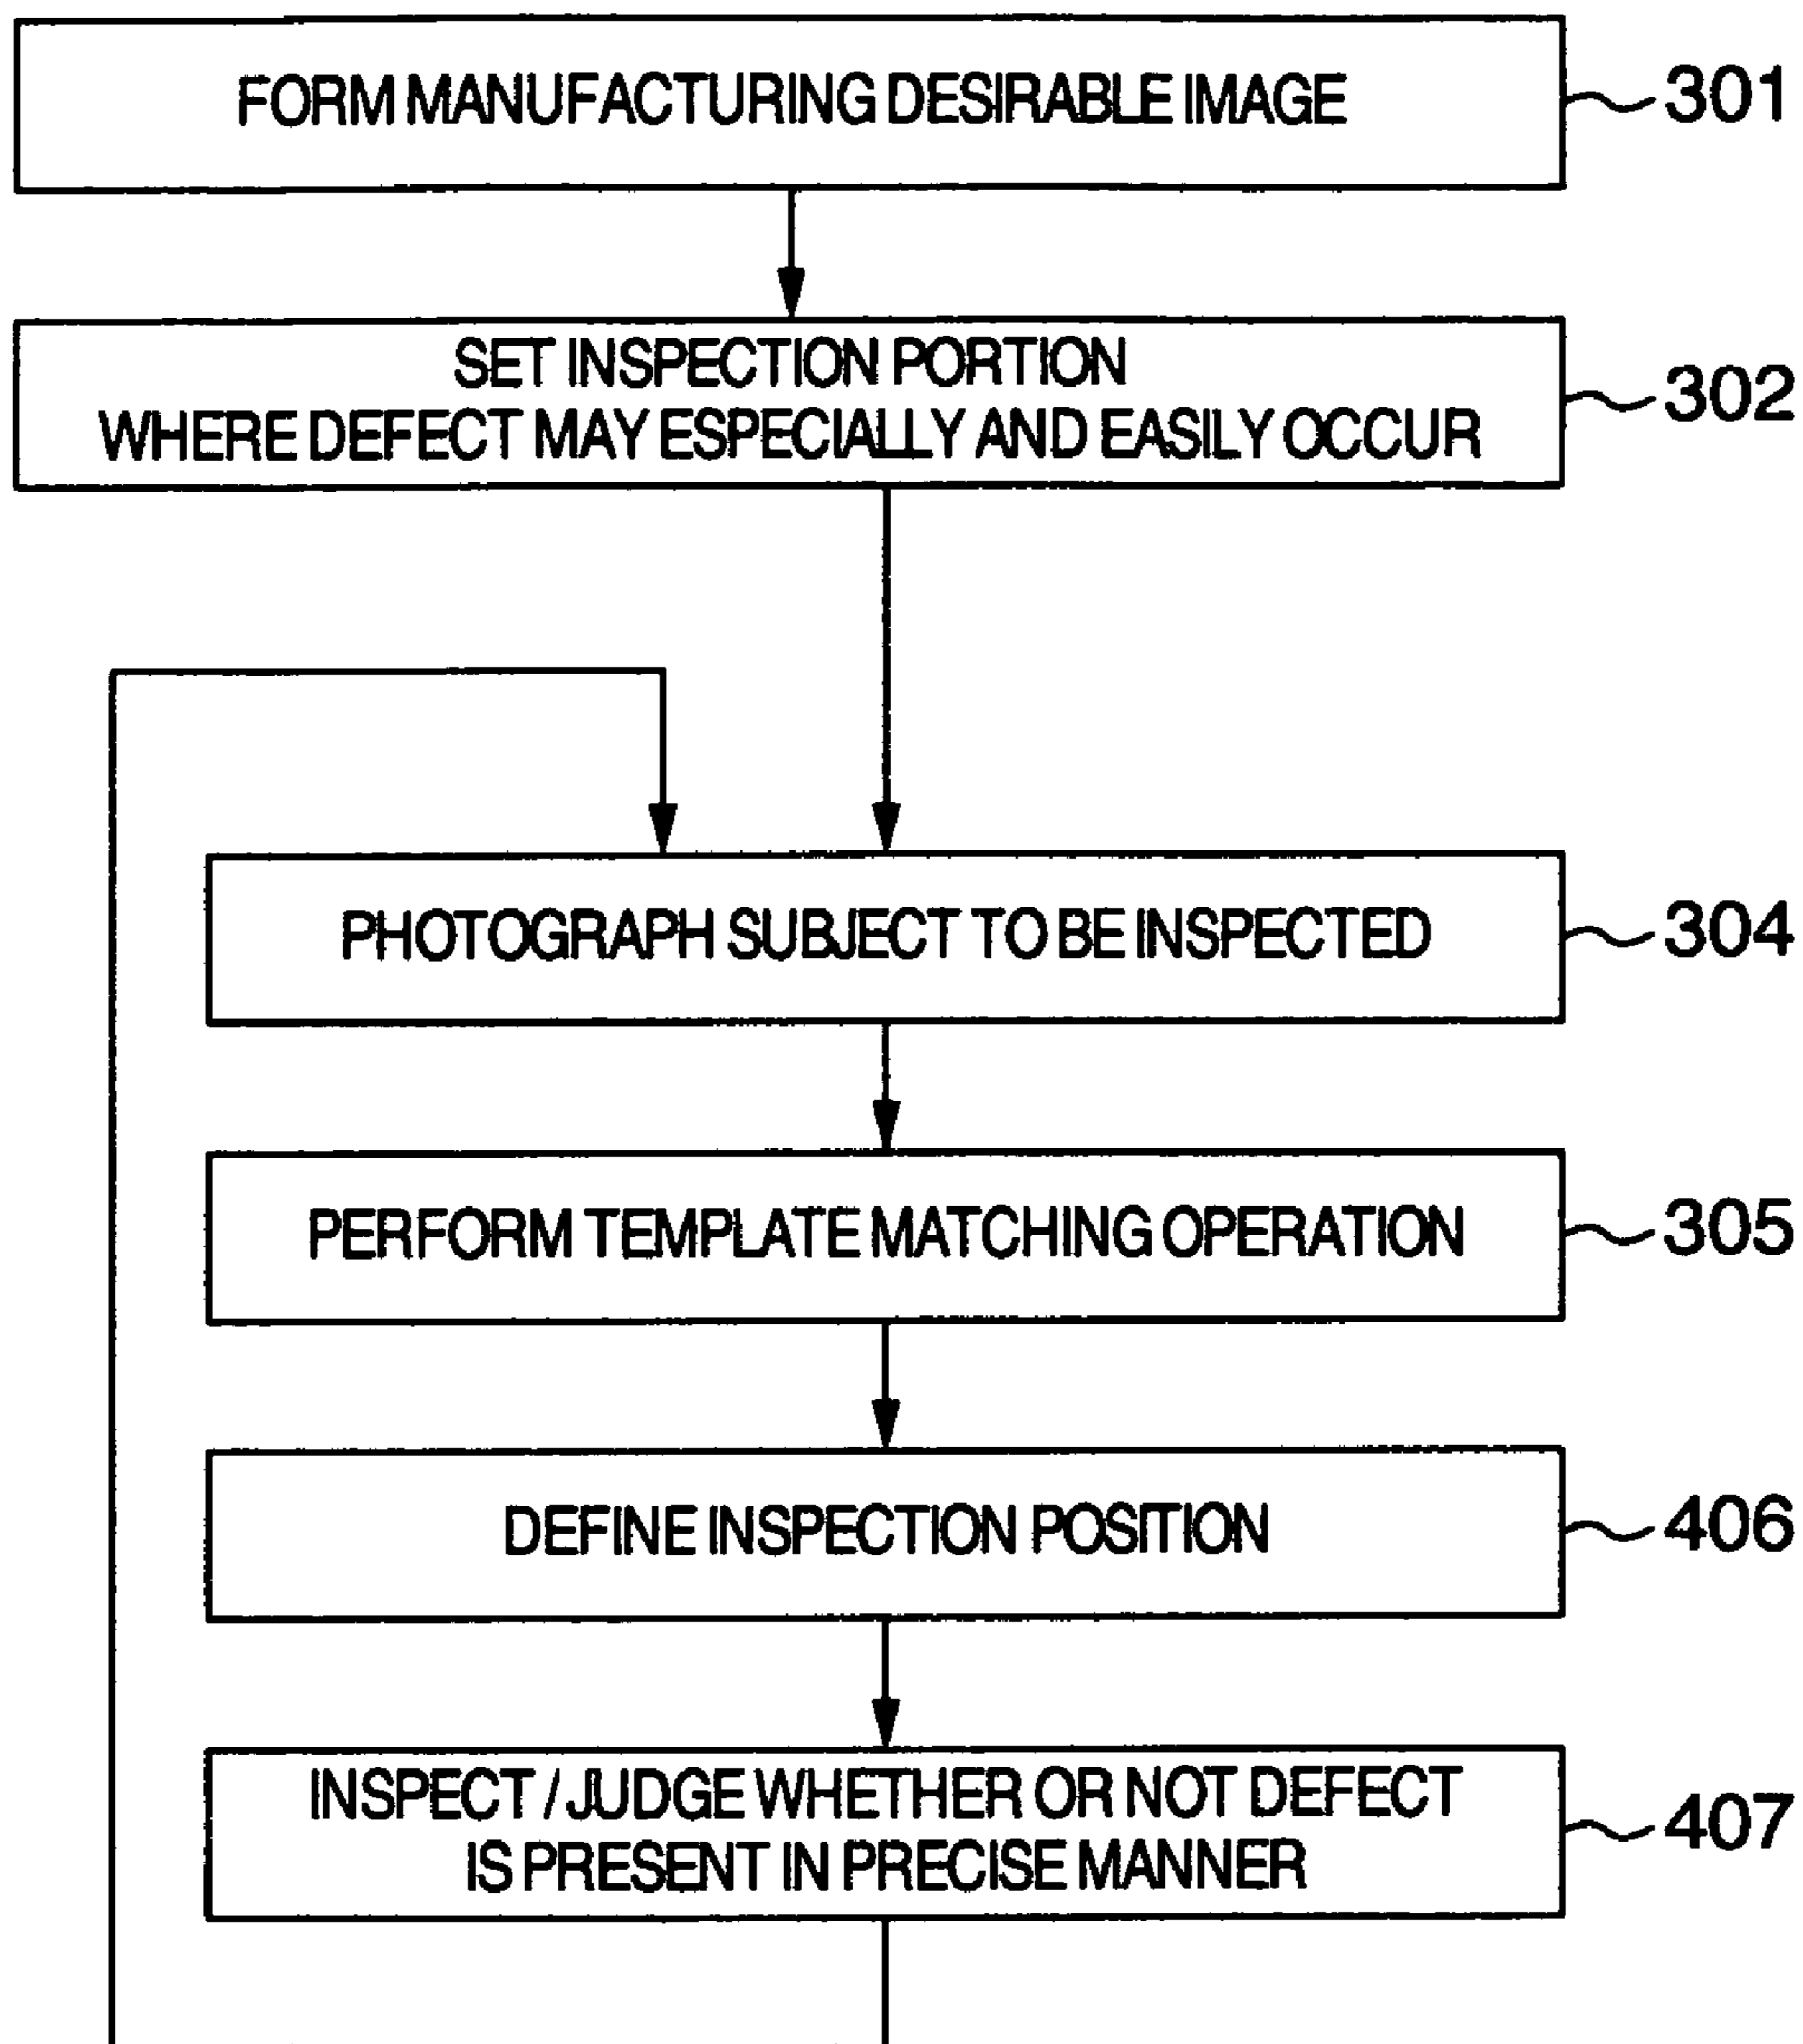 FORM MANUFACTURING DESIRABLE IMAGE
301
SET INSPECTION PORTION
WHERE DEFECT MAY ESPECIALLY AND EASILY OCCUR
302
PHOTOGRAPH SUBJECT TO BE INSPECTED
304
PERFORM TEMPLATE MATCHING OPERATION
305
DEFINE INSPECTION POSITION
406
INSPECT / JUDGE WHETHER OR NOT DEFECT
IS PRESENT IN PRECISE MANNER
407